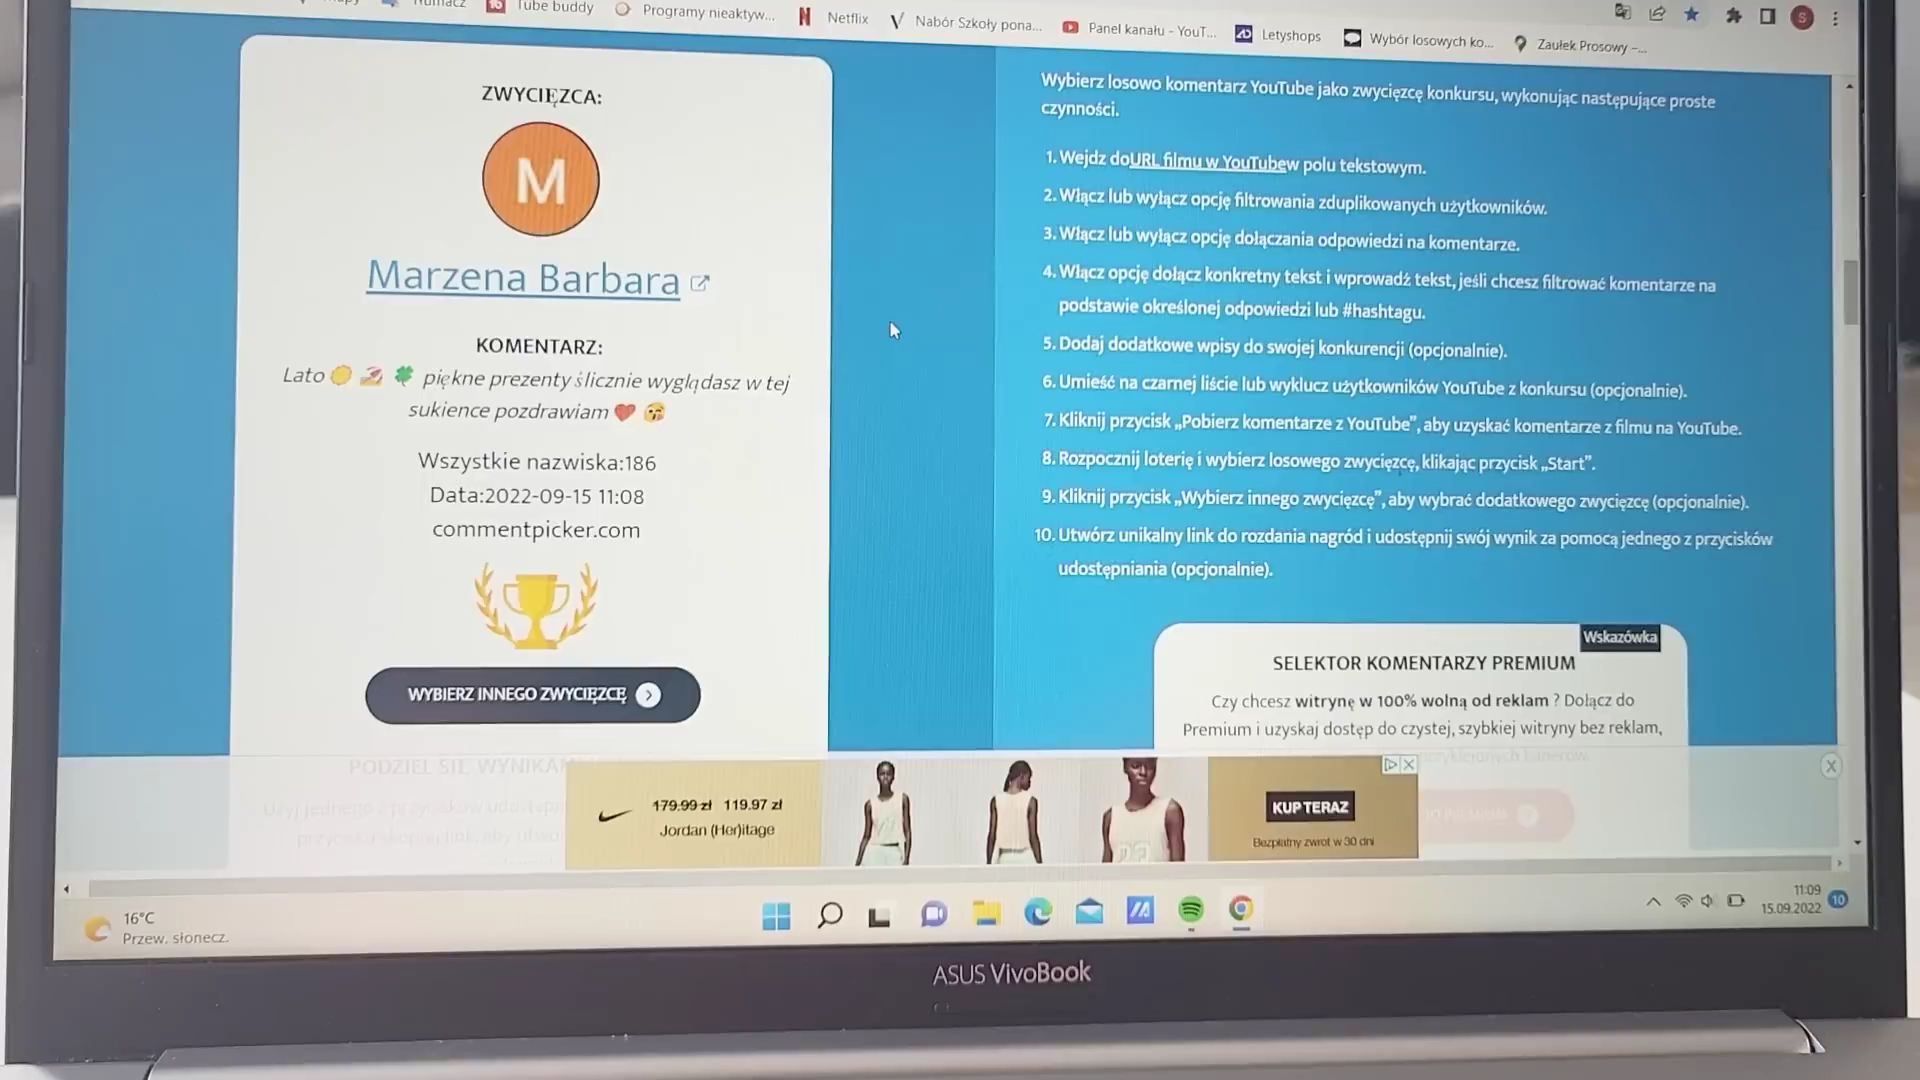 Tube buddy
Programy nieaktyw...
Netflix
Nabór Szkoły pona...
Panel kanału - YouT...
Letyshops
Wybór losowych ko...
Zaułek Prosowy –...
S
ZWYCIĘZCA:
M
Marzena Barbara
KOMENTARZ:
Lato piękne prezenty ślicznie wyglądasz w tej
sukience pozdrawiam
Wszystkie nazwiska:186
Data:2022-09-15 11:08
commentpicker.com
WYBIERZ INNEGO ZWYCIĘZCĘ
Wybierz losowo komentarz YouTube jako zwycięzcę konkursu, wykonując następujące proste
czynności.
1. Wejdz doURL filmu w YouTubew polu tekstowym.
2. Włącz lub wyłącz opcję filtrowania zduplikowanych użytkowników.
3. Włącz lub wyłącz opcję dołączania odpowiedzi na komentarze.
4. Włącz opcję dołącz konkretny tekst i wprowadź tekst, jeśli chcesz filtrować komentarze na
podstawie określonej odpowiedzi lub #hashtagu.
5. Dodaj dodatkowe wpisy do swojej konkurencji (opcjonalnie).
6. Umieść na czarnej liście lub wyklucz użytkowników YouTube z konkursu (opcjonalnie).
7. Kliknij przycisk „Pobierz komentarze z YouTube”, aby uzyskać komentarze z filmu na YouTube.
8. Rozpocznij loterię i wybierz losowego zwycięzcę, klikając przycisk „Start”.
9. Kliknij przycisk „Wybierz innego zwycięzcę”, aby wybrać dodatkowego zwycięzcę (opcjonalnie).
10. Utwórz unikalny link do rozdania nagród i udostępnij swój wynik za pomocą jednego z przycisków
udostępniania (opcjonalnie).
Wskazówka
SELEKTOR KOMENTARZY PREMIUM
Czy chcesz witrynę w 100% wolną od reklam ? Dołącz do
Premium i uzyskaj dostęp do czystej, szybkiej witryny bez reklam,
PODZIEL SIĘ WYNIKAM
179.99 zł 119.97 zł
Jordan (Her)itage
KUP TERAZ
Bezpłatny zwrot w 30 dni
16°C
Przew. słonecz.
11:09
15.09.2022
10
ASUS VivoBook